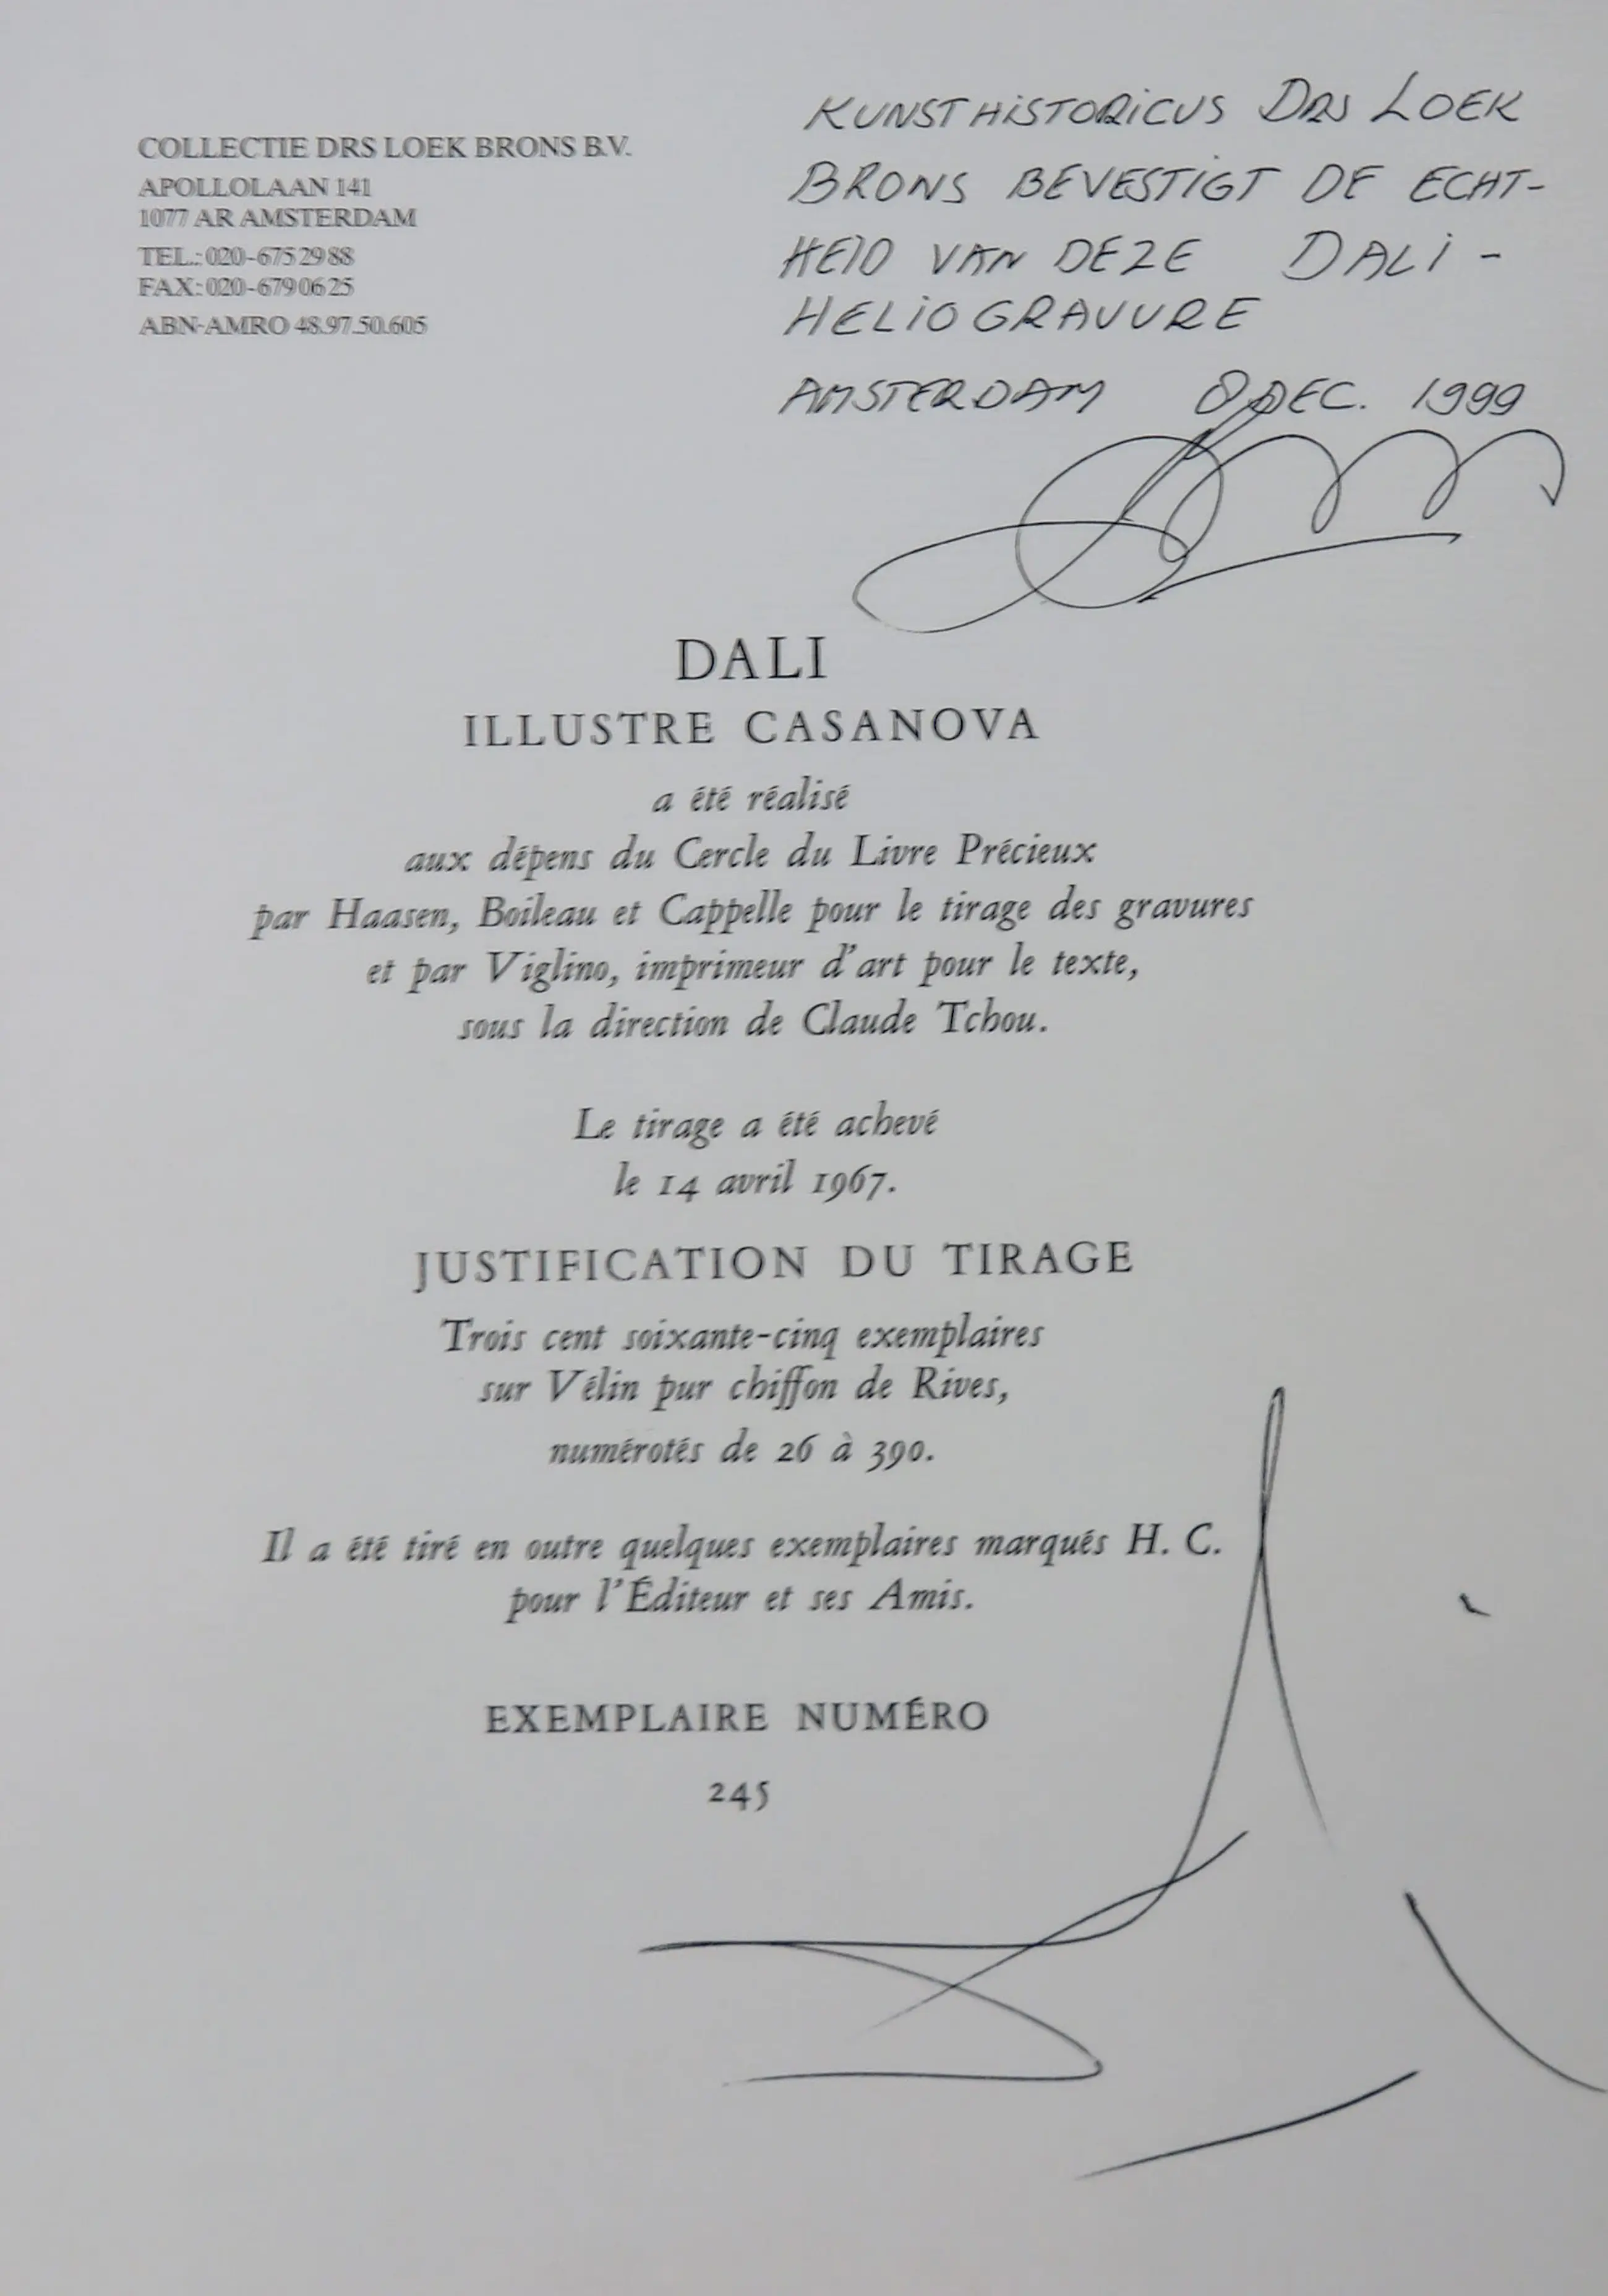 COLLECTIE DRS LOEK BRONS B.V.
APOLLOLAAN 141
1077 AR AMSTERDAM
TEL.: 020-675 29 88
FAX: 020-679 06 25
ABN-AMRO 48.97.50.605
KUNSTHISTORICUS DRS LOEK
BRONS BEVESTIGT DE ECHT-
HEID VAN DEZE DALI -
HELIOGRAVURE
AMSTERDAM 8 DEC. 1999
DALI
ILLUSTRE CASANOVA
a été réalisé
aux dépens du Cercle du Livre Précieux
par Haasen, Boileau et Cappelle pour le tirage des gravures
et par Viglino, imprimeur d'art pour le texte,
sous la direction de Claude Tchou.
Le tirage a été achevé
le 14 avril 1967.
JUSTIFICATION DU TIRAGE
Trois cent soixante-cinq exemplaires
sur Vélin pur chiffon de Rives,
numérotés de 26 à 390.
Il a été tiré en outre quelques exemplaires marqués H. C.
pour l'Éditeur et ses Amis.
EXEMPLAIRE NUMÉRO
245